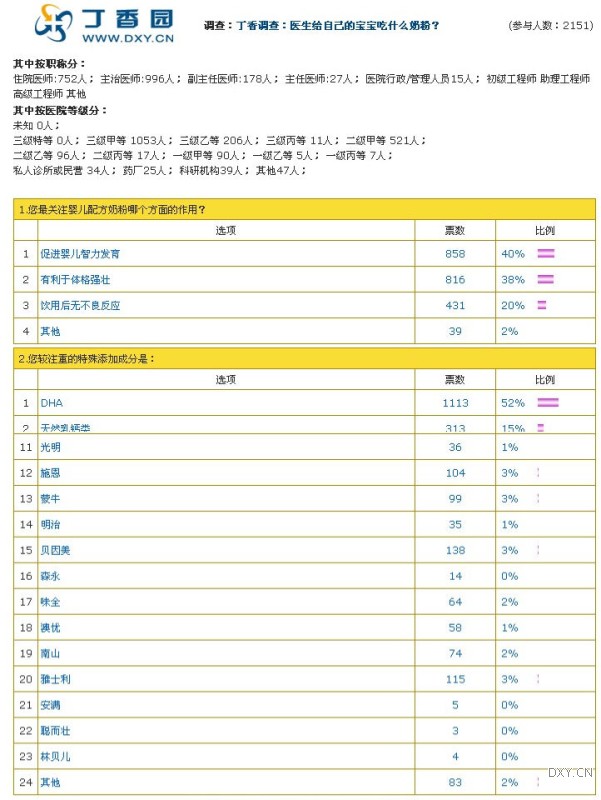 丁香园
WWW.DXY.CN
调查：丁香调查：医生给自己的宝宝吃什么奶粉？ (参与人数：2151)
其中按职称分：
住院医师:752人； 主治医师:996人； 副主任医师:178人； 主任医师:27人； 医院行政/管理人员15人； 初级工程师 助理工程师
高级工程师 其他
其中按医院等级分：
未知 0人；
三级特等 0人； 三级甲等 1053人； 三级乙等 206人； 三级丙等 11人； 二级甲等 521人；
二级乙等 96人； 二级丙等 17人； 一级甲等 90人； 一级乙等 5人； 一级丙等 7人；
私人诊所或民营 34人； 药厂25人； 科研机构39人； 其他47人；
1.您最关注婴儿配方奶粉哪个方面的作用？
选项 票数 比例
1 促进婴儿智力发育 858 40%
2 有利于体格强壮 816 38%
3 饮用后无不良反应 431 20%
4 其他 39 2%
2.您较注重的特殊添加成分是：
选项 票数 比例
1 DHA 1113 52%
2 天然乳钙类 313 15%
11 光明 36 1%
12 施恩 104 3%
13 蒙牛 99 3%
14 明治 35 1%
15 贝因美 138 3%
16 森永 14 0%
17 味全 64 2%
18 澳优 58 1%
19 南山 74 2%
20 雅士利 115 3%
21 安满 5 0%
22 聪而壮 3 0%
23 林贝儿 4 0%
24 其他 83 2%
DXY.CN